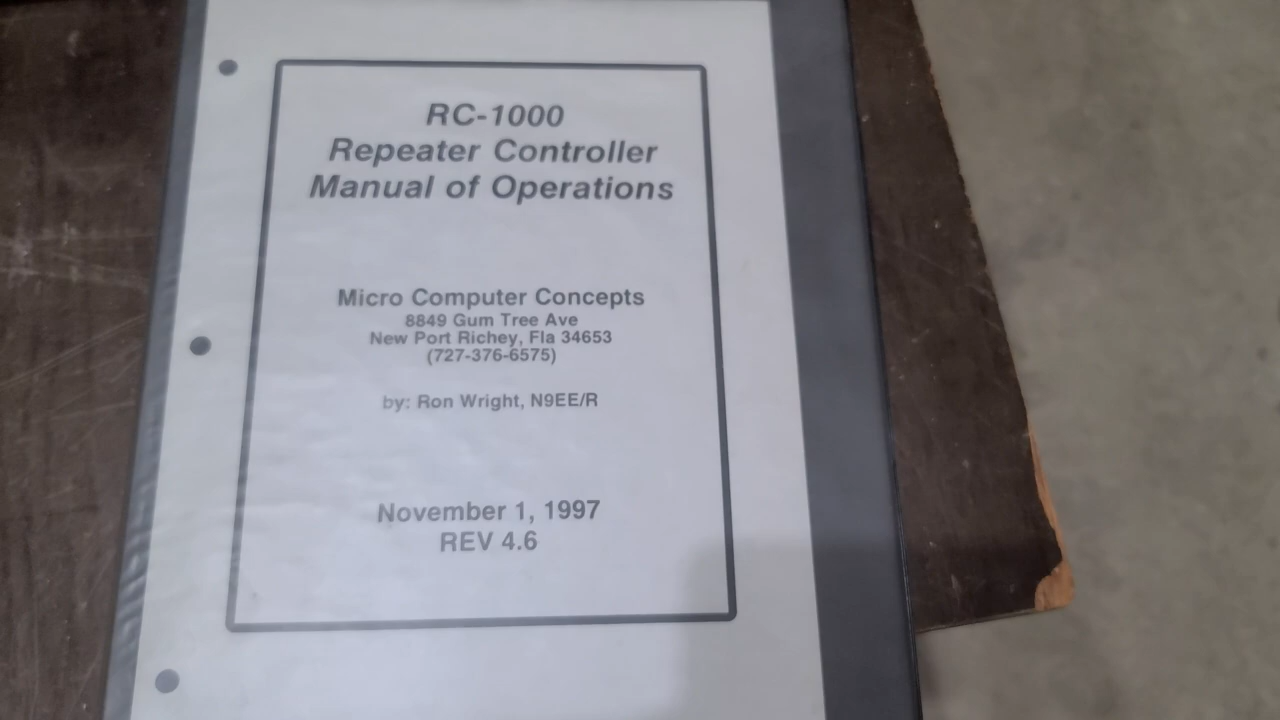 RC-1000
Repeater Controller
Manual of Operations
Micro Computer Concepts
8849 Gum Tree Ave
New Port Richey, Fla 34653
(727-376-6575)
by: Ron Wright, N9EE/R
November 1, 1997
REV 4.6